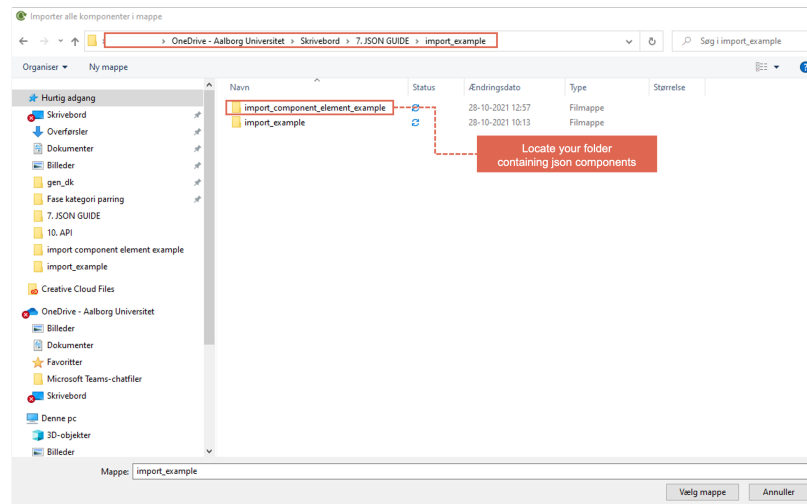 Importer alle komponenter i mappe
OneDrive - Aalborg Universitet > Skrivebord > 7. JSON GUIDE > import_example
Søg i import_example
Organiser
Ny mappe
Navn Status Ændringsdato Type Størrelse
import_component_element_example 28-10-2021 12:57 Filmappe
import_example 28-10-2021 10:13 Filmappe
Locate your folder
containing json components
Hurtig adgang
Skrivebord
Overførsler
Dokumenter
Billeder
gen_dk
Fase kategori parring
7. JSON GUIDE
10. API
import component element example
import_example
Creative Cloud Files
OneDrive - Aalborg Universitet
Billeder
Dokumenter
Favoritter
Microsoft Teams-chatfiler
Skrivebord
Denne pc
3D-objekter
Billeder
Mappe: import_example
Vælg mappe
Annuller